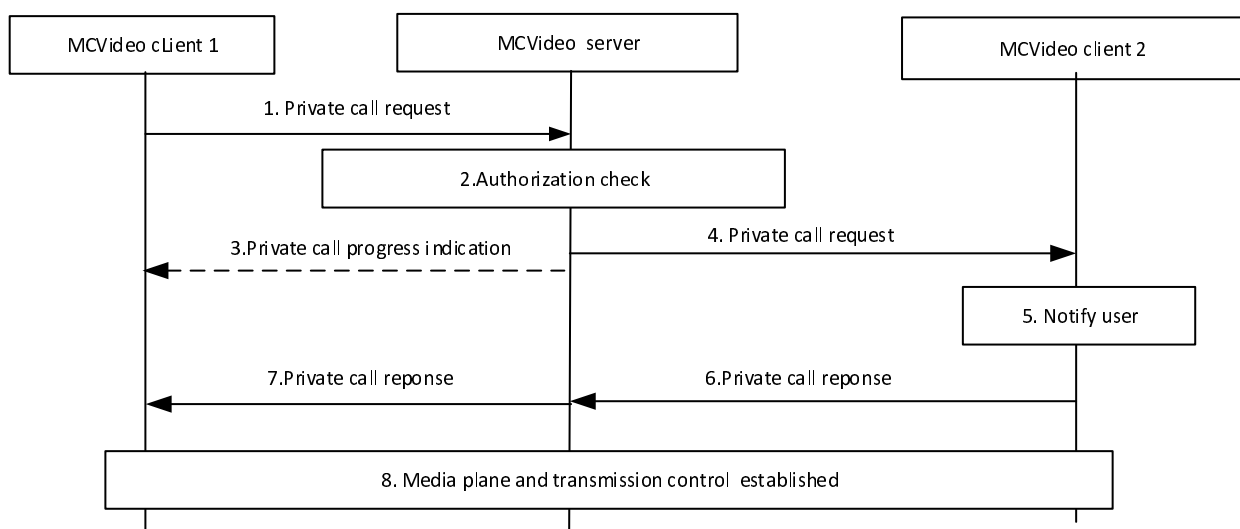 MCVideo cLient 1
MCVideo server
MCVideo client 2
1. Private call request
2.Authorization check
3.Private call progress indication
4. Private call request
5. Notify user
7.Private call reponse
6.Private call reponse
8. Media plane and transmission control established